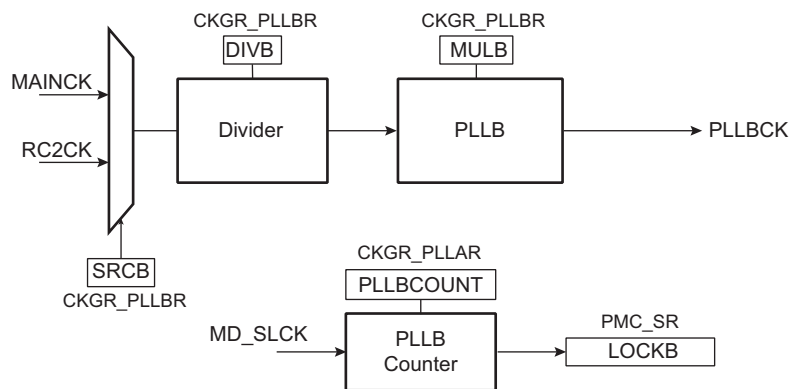 CKGR_PLLBR
DIVB
CKGR_PLLBR
MULB
MAINCK
RC2CK
Divider
PLLB
PLLBCK
SRCB
CKGR_PLLBR
CKGR_PLLAR
PLLBCOUNT
MD_SLCK
PLLB
Counter
PMC_SR
LOCKB